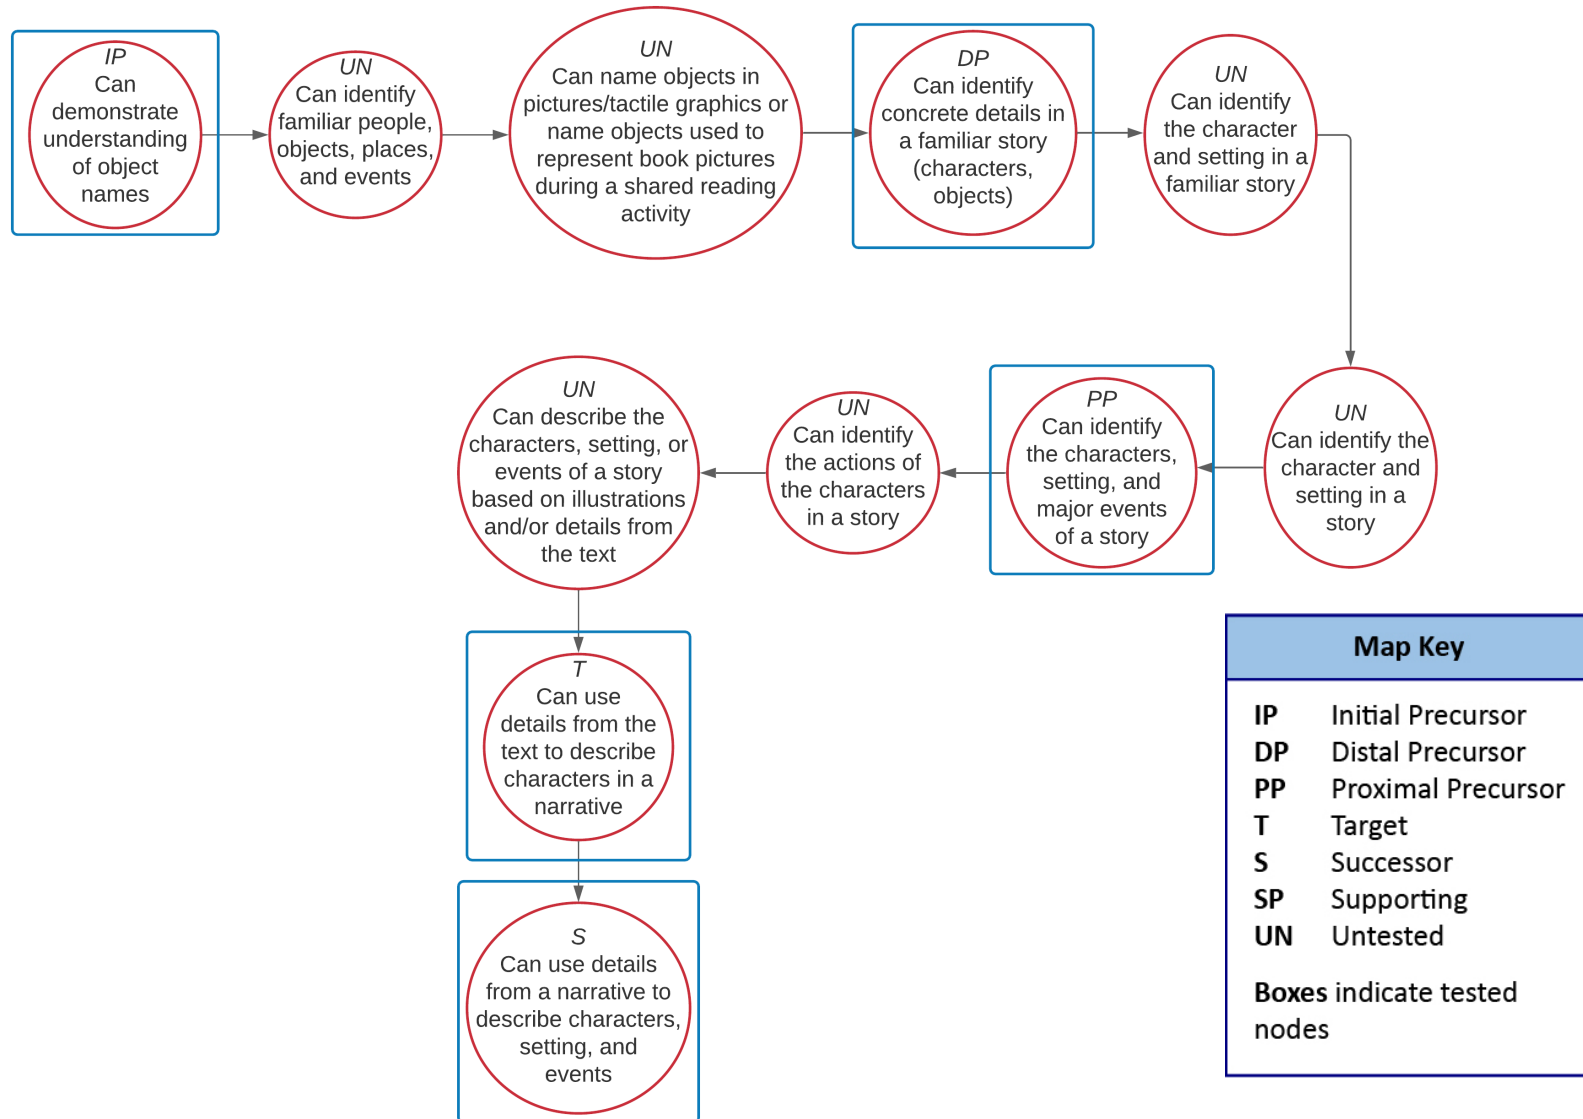 IP
Can
demonstrate
understanding
of object
names
UN
Can identify
familiar people,
objects, places,
and events
UN
Can name objects in
pictures/tactile graphics or
name objects used to
represent book pictures
during a shared reading
activity
DP
Can identify
concrete details in
a familiar story
(characters,
objects)
UN
Can identify
the character
and setting in a
familiar story
UN
Can identify the
character and
setting in a
story
PP
Can identify
the characters,
setting, and
major events
of a story
UN
Can identify
the actions of
the characters
in a story
UN
Can describe the
characters, setting, or
events of a story
based on illustrations
and/or details from
the text
T
Can use
details from the
text to describe
characters in a
narrative
S
Can use details
from a narrative to
describe characters,
setting, and
events
Map Key
IP Initial Precursor
DP Distal Precursor
PP Proximal Precursor
T Target
S Successor
SP Supporting
UN Untested
Boxes indicate tested
nodes